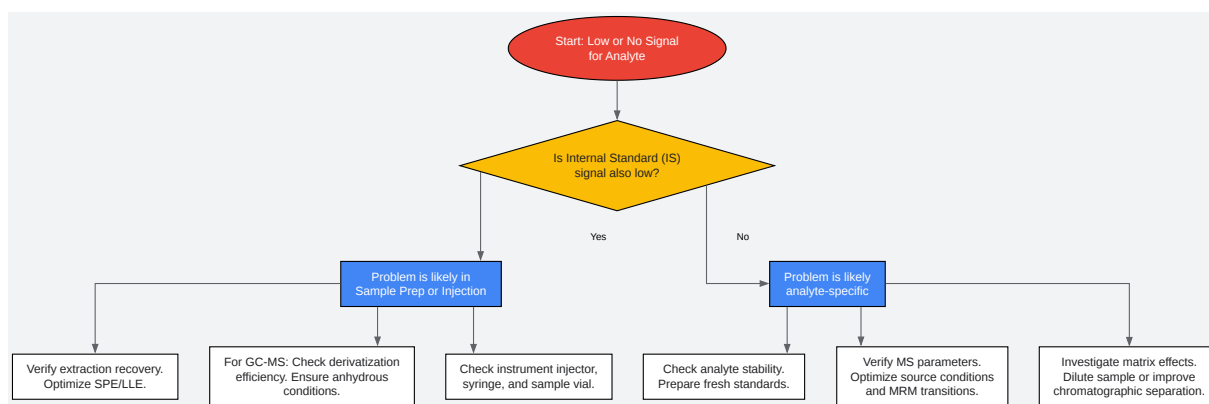 Start: Low or No Signal
for Analyte
Is Internal Standard (IS)
signal also low?
Yes
No
Problem is likely in
Sample Prep or Injection
Problem is likely
analyte-specific
Verify extraction recovery.
Optimize SPE/LLE.
For GC-MS: Check derivatization
efficiency. Ensure anhydrous
conditions.
Check instrument injector,
syringe, and sample vial.
Check analyte stability.
Prepare fresh standards.
Verify MS parameters.
Optimize source conditions
and MRM transitions.
Investigate matrix effects.
Dilute sample or improve
chromatographic separation.